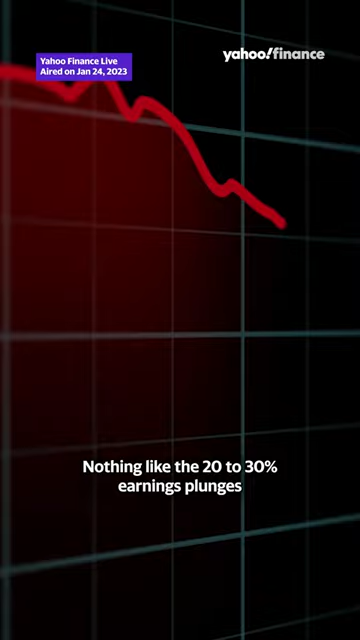 Yahoo Finance Live
Aired on Jan 24, 2023
yahoo!finance
Nothing like the 20 to 30%
earnings plunges